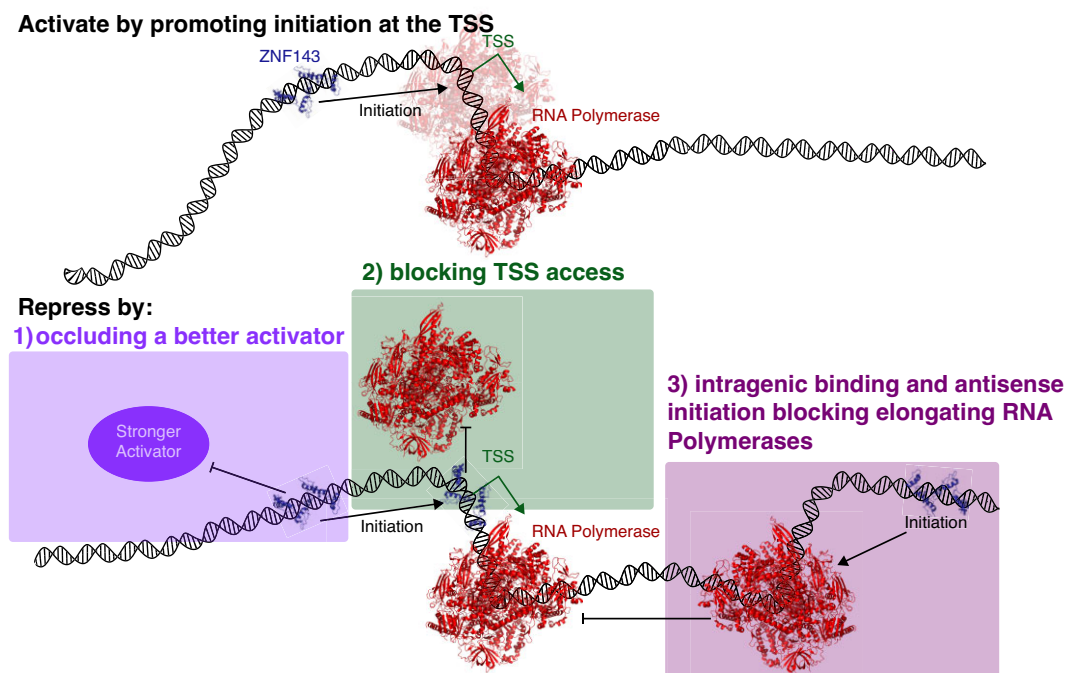 Activate by promoting initiation at the TSS
ZNF143
TSS
Initiation
RNA Polymerase
2) blocking TSS access
Repress by:
1)occluding a better activator
3) intragenic binding and antisense
initiation blocking elongating RNA
Polymerases
Stronger
Activator
TSS
Initiation
RNA Polymerase
Initiation